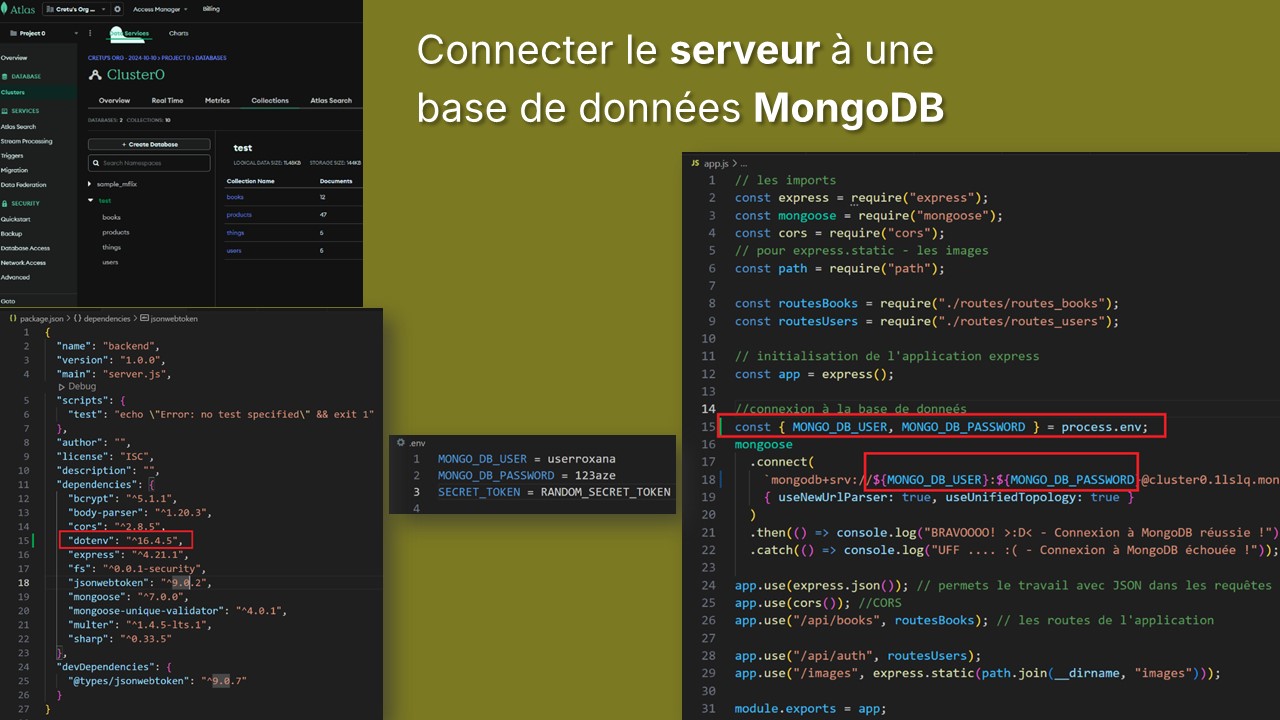 Atlas
Cretu's Org ...
Access Manager
Billing
Project 0
Data Services
Charts
Overview
DATABASE
Clusters
SERVICES
Atlas Search
Stream Processing
Triggers
Migration
Data Federation
SECURITY
Quickstart
Backup
Database Access
Network Access
Advanced
Goto
CRETU'S ORG - 2024-10-10 > PROJECT 0 > DATABASES
Cluster0
Overview Real Time Metrics Collections Atlas Search
DATABASES: 2 COLLECTIONS: 10
+ Create Database
Search Namespaces
sample_mflix
test
books
products
things
users
test
LOGICAL DATA SIZE: 11.48KB STORAGE SIZE: 144KB
Collection Name Documents
books 12
products 47
things 6
users 6
Connecter le serveur à une
base de données MongoDB
package.json > {} dependencies > jsonwebtoken
1 {
2 "name": "backend",
3 "version": "1.0.0",
4 "main": "server.js",
Debug
5 "scripts": {
6 "test": "echo \"Error: no test specified\" && exit 1"
7 },
8 "author": "",
9 "license": "ISC",
10 "description": "",
11 "dependencies": {
12 "bcrypt": "^5.1.1",
13 "body-parser": "^1.20.3",
14 "cors": "^2.8.5",
15 "dotenv": "^16.4.5",
16 "express": "^4.21.1",
17 "fs": "^0.0.1-security",
18 "jsonwebtoken": "^9.0.2",
19 "mongoose": "^7.0.0",
20 "mongoose-unique-validator": "^4.0.1",
21 "multer": "^1.4.5-lts.1",
22 "sharp": "^0.33.5"
23 },
24 "devDependencies": {
25 "@types/jsonwebtoken": "^9.0.7"
26 }
27 }
.env
1 MONGO_DB_USER = userroxana
2 MONGO_DB_PASSWORD = 123aze
3 SECRET_TOKEN = RANDOM_SECRET_TOKEN
4
JS app.js > ...
1 // les imports
2 const express = require("express");
3 const mongoose = require("mongoose");
4 const cors = require("cors");
5 // pour express.static - les images
6 const path = require("path");
7
8 const routesBooks = require("./routes/routes_books");
9 const routesUsers = require("./routes/routes_users");
10
11 // initialisation de l'application express
12 const app = express();
13
14 //connexion à la base de donneés
15 const { MONGO_DB_USER, MONGO_DB_PASSWORD } = process.env;
16 mongoose
17 .connect(
18 `mongodb+srv://${MONGO_DB_USER}:${MONGO_DB_PASSWORD}@cluster0.1lslq.mon
19 { useNewUrlParser: true, useUnifiedTopology: true }
20 )
21 .then(() => console.log("BRAVOOOO! >:D< - Connexion à MongoDB réussie !"))
22 .catch(() => console.log("UFF .... :( - Connexion à MongoDB échouée !"));
23
24 app.use(express.json()); // permets le travail avec JSON dans les requêtes
25 app.use(cors()); //CORS
26 app.use("/api/books", routesBooks); // les routes de l'application
27
28 app.use("/api/auth", routesUsers);
29 app.use("/images", express.static(path.join(__dirname, "images")));
30
31 module.exports = app;